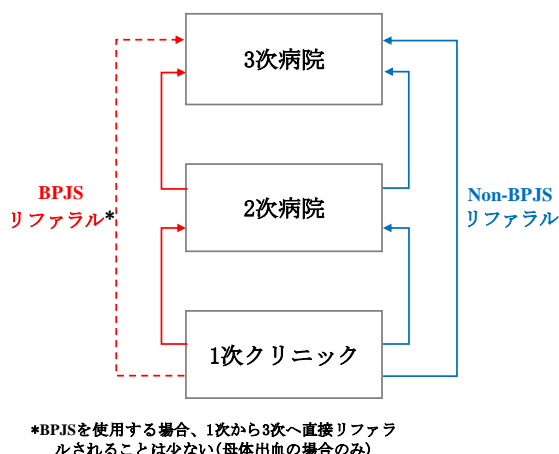 3次病院
BPJS
リファラル*
2次病院
Non-BPJS
リファラル
1次クリニック
*BPJSを使用する場合、1次から3次へ直接リファラ
ルされることは少ない(母体出血の場合のみ)